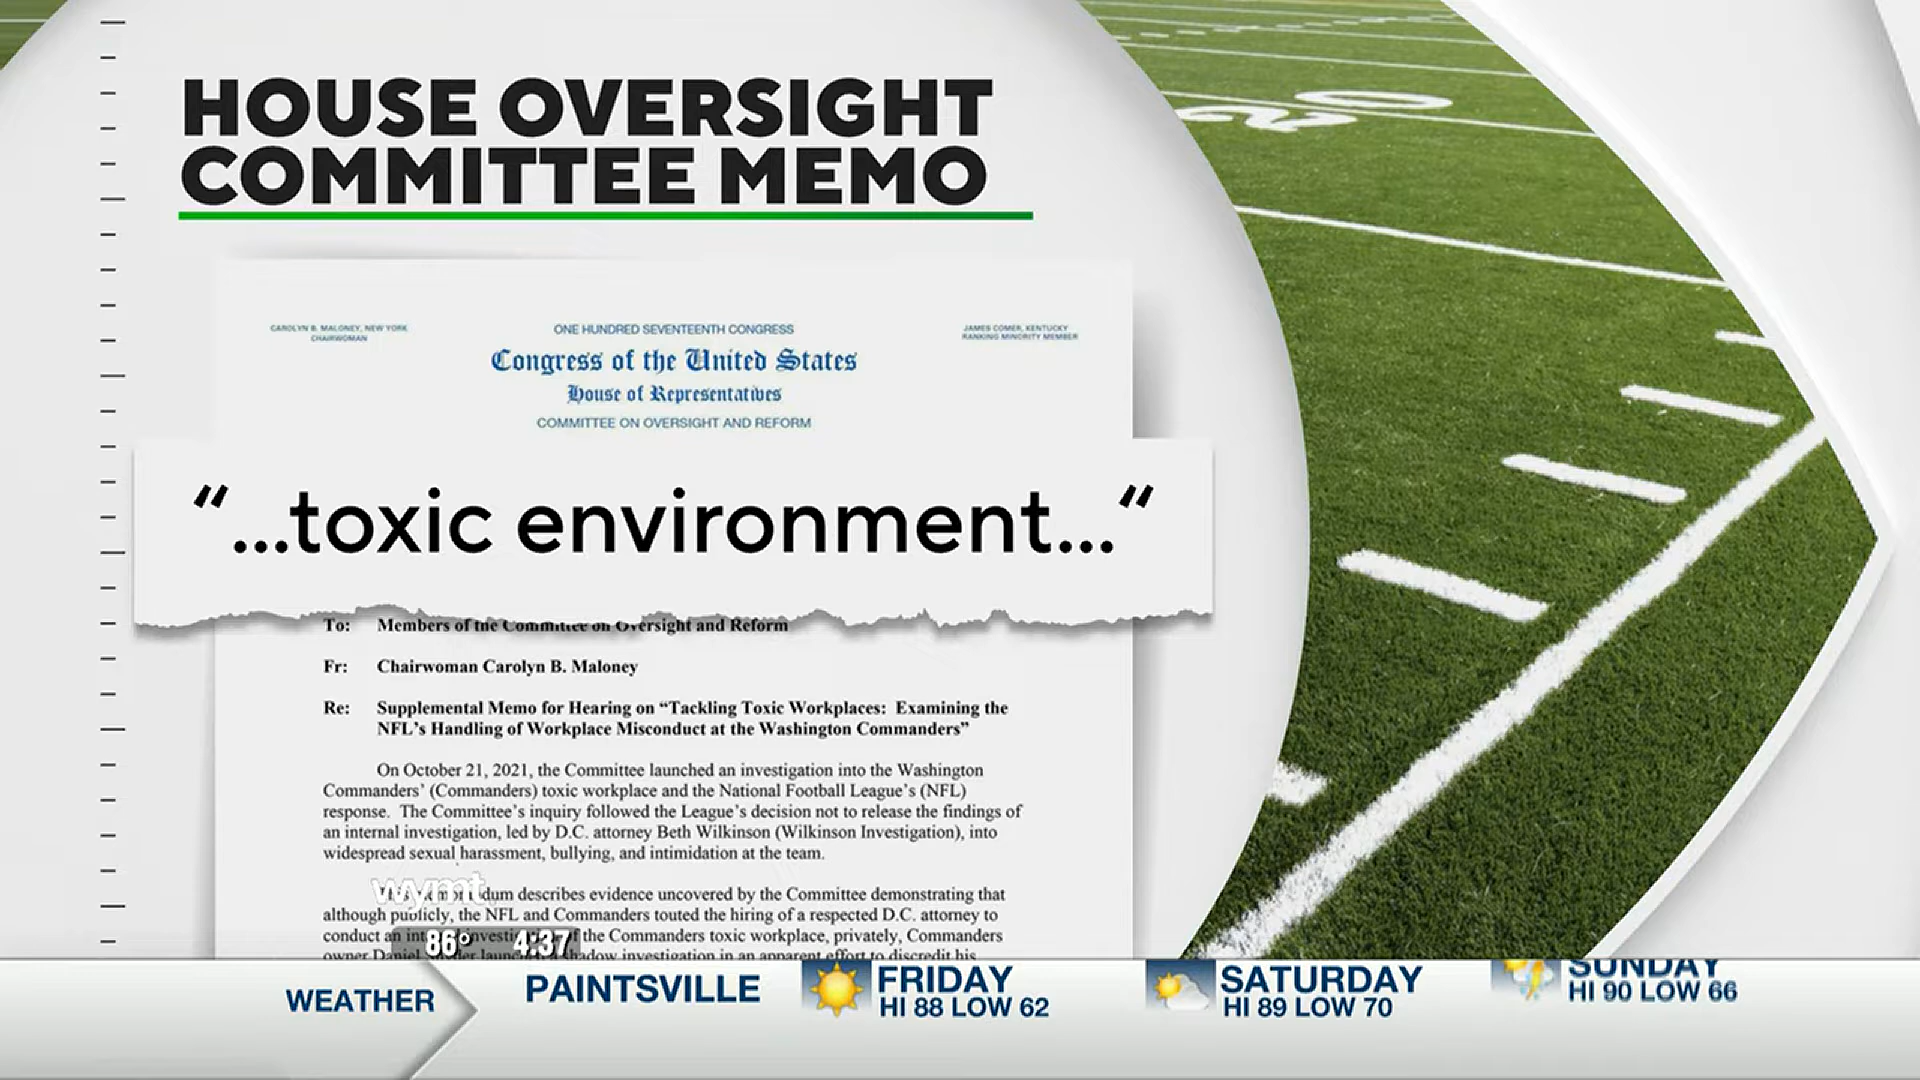 HOUSE OVERSIGHT
COMMITTEE MEMO
CAROLYN B. MALONEY, NEW YORK
CHAIRWOMAN
ONE HUNDRED SEVENTEENTH CONGRESS
JAMES COMER, KENTUCKY
RANKING MINORITY MEMBER
Congress of the United States
House of Representatives
COMMITTEE ON OVERSIGHT AND REFORM
“...toxic environment...“
To: Members of the Committee on Oversight and Reform
Fr: Chairwoman Carolyn B. Maloney
Re: Supplemental Memo for Hearing on “Tackling Toxic Workplaces: Examining the
NFL’s Handling of Workplace Misconduct at the Washington Commanders”
On October 21, 2021, the Committee launched an investigation into the Washington
Commanders’ (Commanders) toxic workplace and the National Football League’s (NFL)
response. The Committee’s inquiry followed the League’s decision not to release the findings of
an internal investigation, led by D.C. attorney Beth Wilkinson (Wilkinson Investigation), into
widespread sexual harassment, bullying, and intimidation at the team.
describes evidence uncovered by the Committee demonstrating that
although publicly, the NFL and Commanders touted the hiring of a respected D.C. attorney to
conduct an the Commanders toxic workplace, privately, Commanders
owner Daniel shadow investigation in an apparent effort to discredit his
wymt
86° 4:37
20
WEATHER
PAINTSVILLE
FRIDAY
HI 88 LOW 62
SATURDAY
HI 89 LOW 70
SUNDAY
HI 90 LOW 66